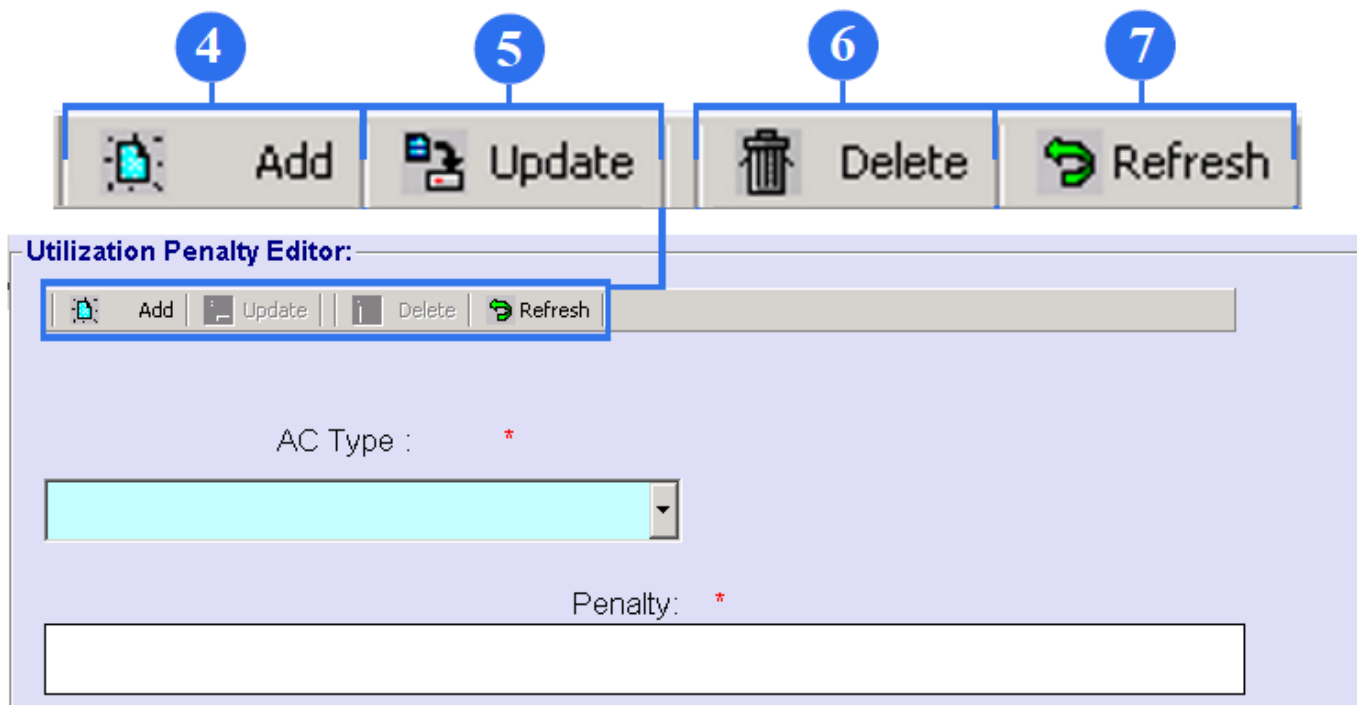 4 5 6 7
Add Update Delete Refresh
Utilization Penalty Editor:
Add Update Delete Refresh
AC Type : *
Penalty: *